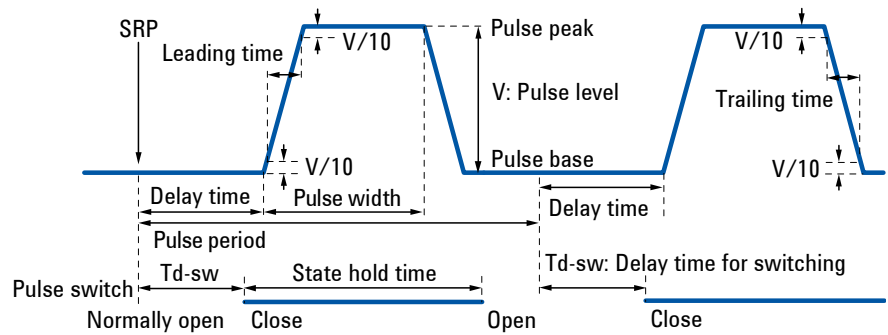 SRP
Leading time
V/10
Pulse peak
V/10
V: Pulse level
Trailing time
V/10
Pulse base
V/10
Delay time
Pulse width
Delay time
Pulse period
Td-sw
State hold time
Td-sw: Delay time for switching
Pulse switch
Normally open
Close
Open
Close